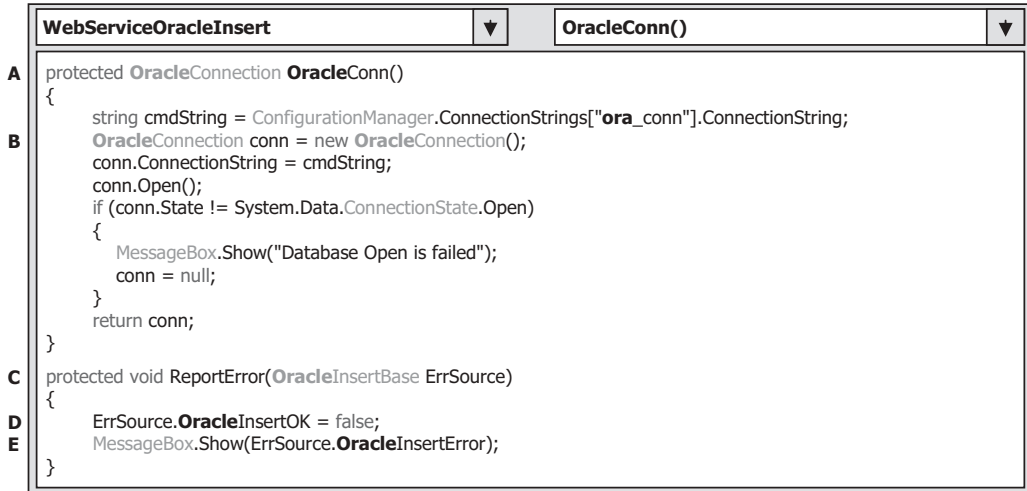 WebServiceOracleInsert OracleConn()
A protected OracleConnection OracleConn()
{
string cmdString = ConfigurationManager.ConnectionStrings["ora_conn"].ConnectionString;
B OracleConnection conn = new OracleConnection();
conn.ConnectionString = cmdString;
conn.Open();
if (conn.State != System.Data.ConnectionState.Open)
{
MessageBox.Show("Database Open is failed");
conn = null;
}
return conn;
}
C protected void ReportError(OracleInsertBase ErrSource)
{
D ErrSource.OracleInsertOK = false;
E MessageBox.Show(ErrSource.OracleInsertError);
}